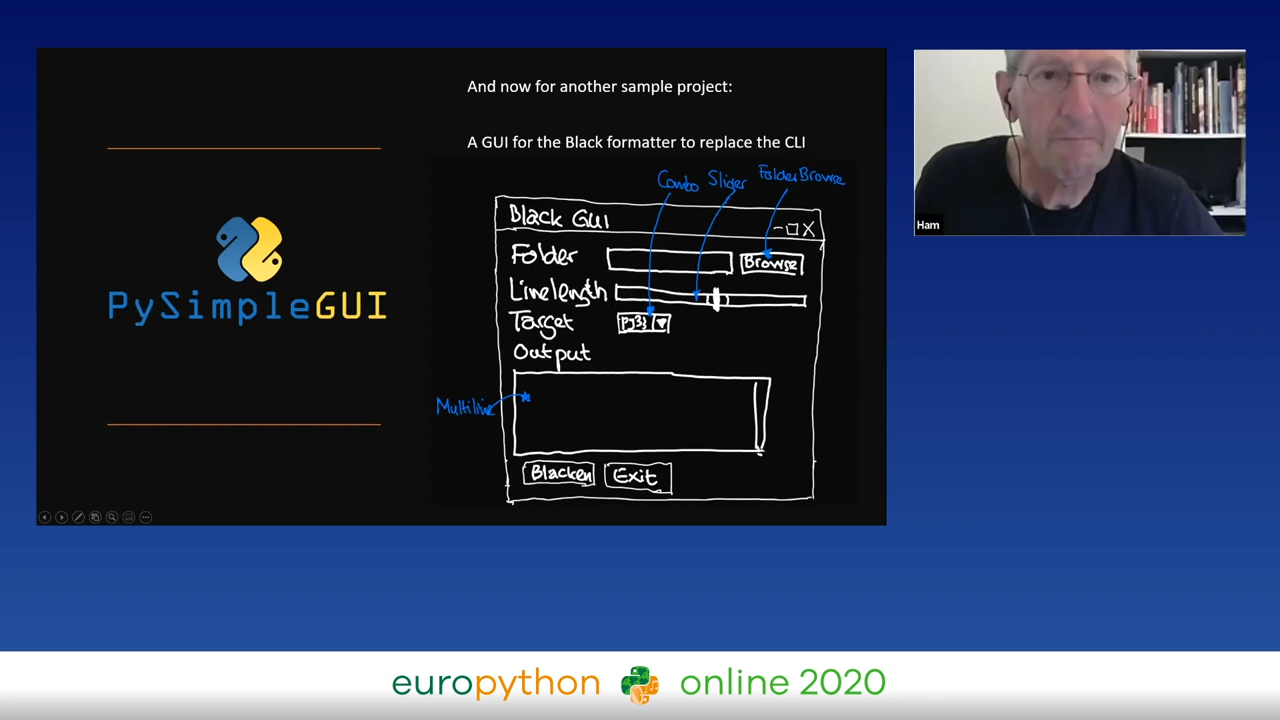 And now for another sample project:
A GUI for the Black formatter to replace the CLI
PySimpleGUI
Combo Slider FolderBrowse
Black GUI
Folder Browse
Linelength
Target
Output
Multiline
Blacken Exit
Ham
europython online 2020